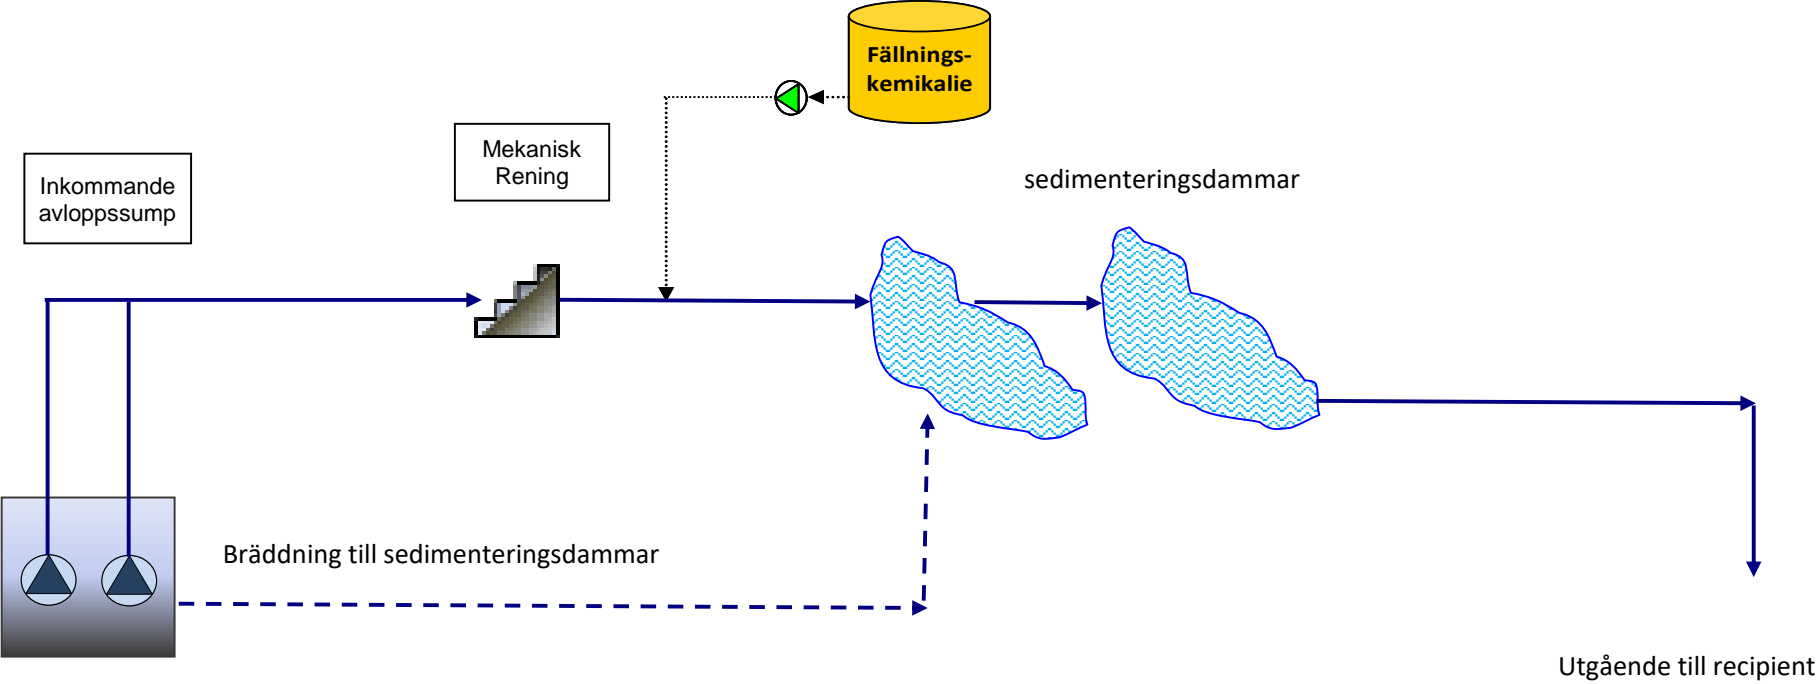 Fällnings-
kemikalie
Mekanisk
Rening
Inkommande
avloppssump
sedimenteringsdammar
Bräddning till sedimenteringsdammar
Utgående till recipient